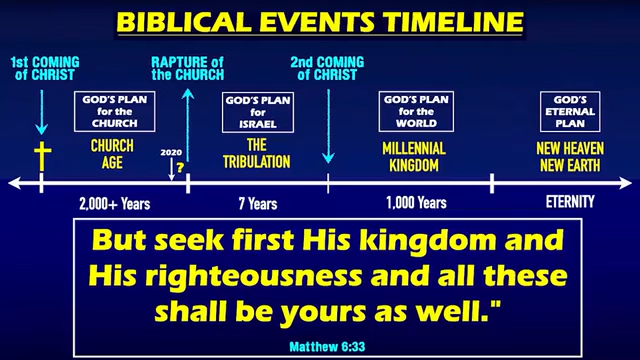 BIBLICAL EVENTS TIMELINE
1st COMING
of CHRIST
RAPTURE of
the CHURCH
2nd COMING
of CHRIST
GOD'S PLAN
for the
CHURCH
GOD'S PLAN
for
ISRAEL
GOD'S PLAN
for the
WORLD
GOD'S
ETERNAL
PLAN
CHURCH
AGE
2020
?
THE
TRIBULATION
MILLENNIAL
KINGDOM
NEW HEAVEN
NEW EARTH
2,000+ Years
7 Years
1,000 Years
ETERNITY
But seek first His kingdom and
His righteousness and all these
shall be yours as well."
Matthew 6:33